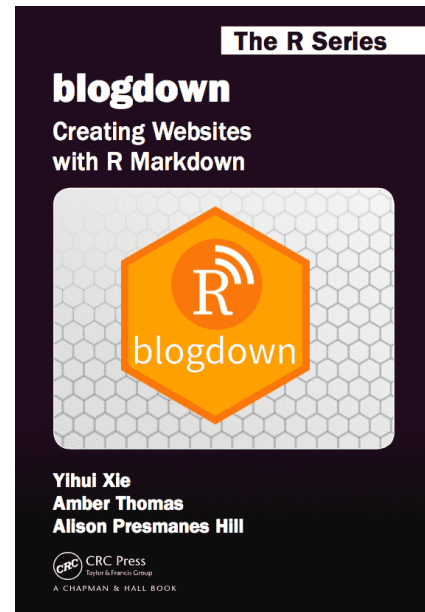 The R Series
blogdown
Creating Websites
with R Markdown
R
blogdown
Yihui Xie
Amber Thomas
Alison Presmanes Hill
CRC
CRC Press
Taylor & Francis Group
A CHAPMAN & HALL BOOK